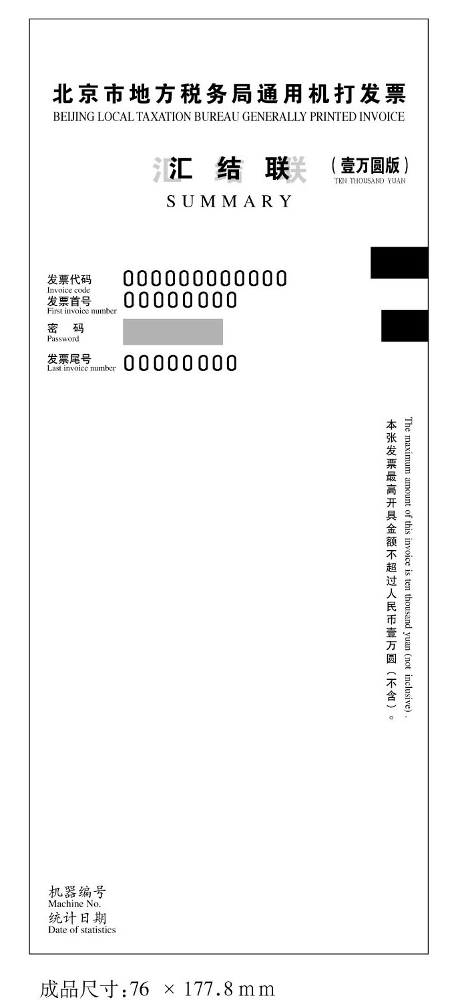 北京市地方税务局通用机打发票
BEIJING LOCAL TAXATION BUREAU GENERALLY PRINTED INVOICE
汇 结 联 （壹万圆版）
TEN THOUSAND YUAN
SUMMARY
发票代码 000000000000
Invoice code
发票首号 00000000
First invoice number
密 码
Password
发票尾号 00000000
Last invoice number
The maximum amount of this invoice is ten thousand yuan (not inclusive).
本张发票最高开具金额不超过人民币壹万圆（不含）。
机器编号
Machine No.
统计日期
Date of statistics
成品尺寸:76 × 177.8mm